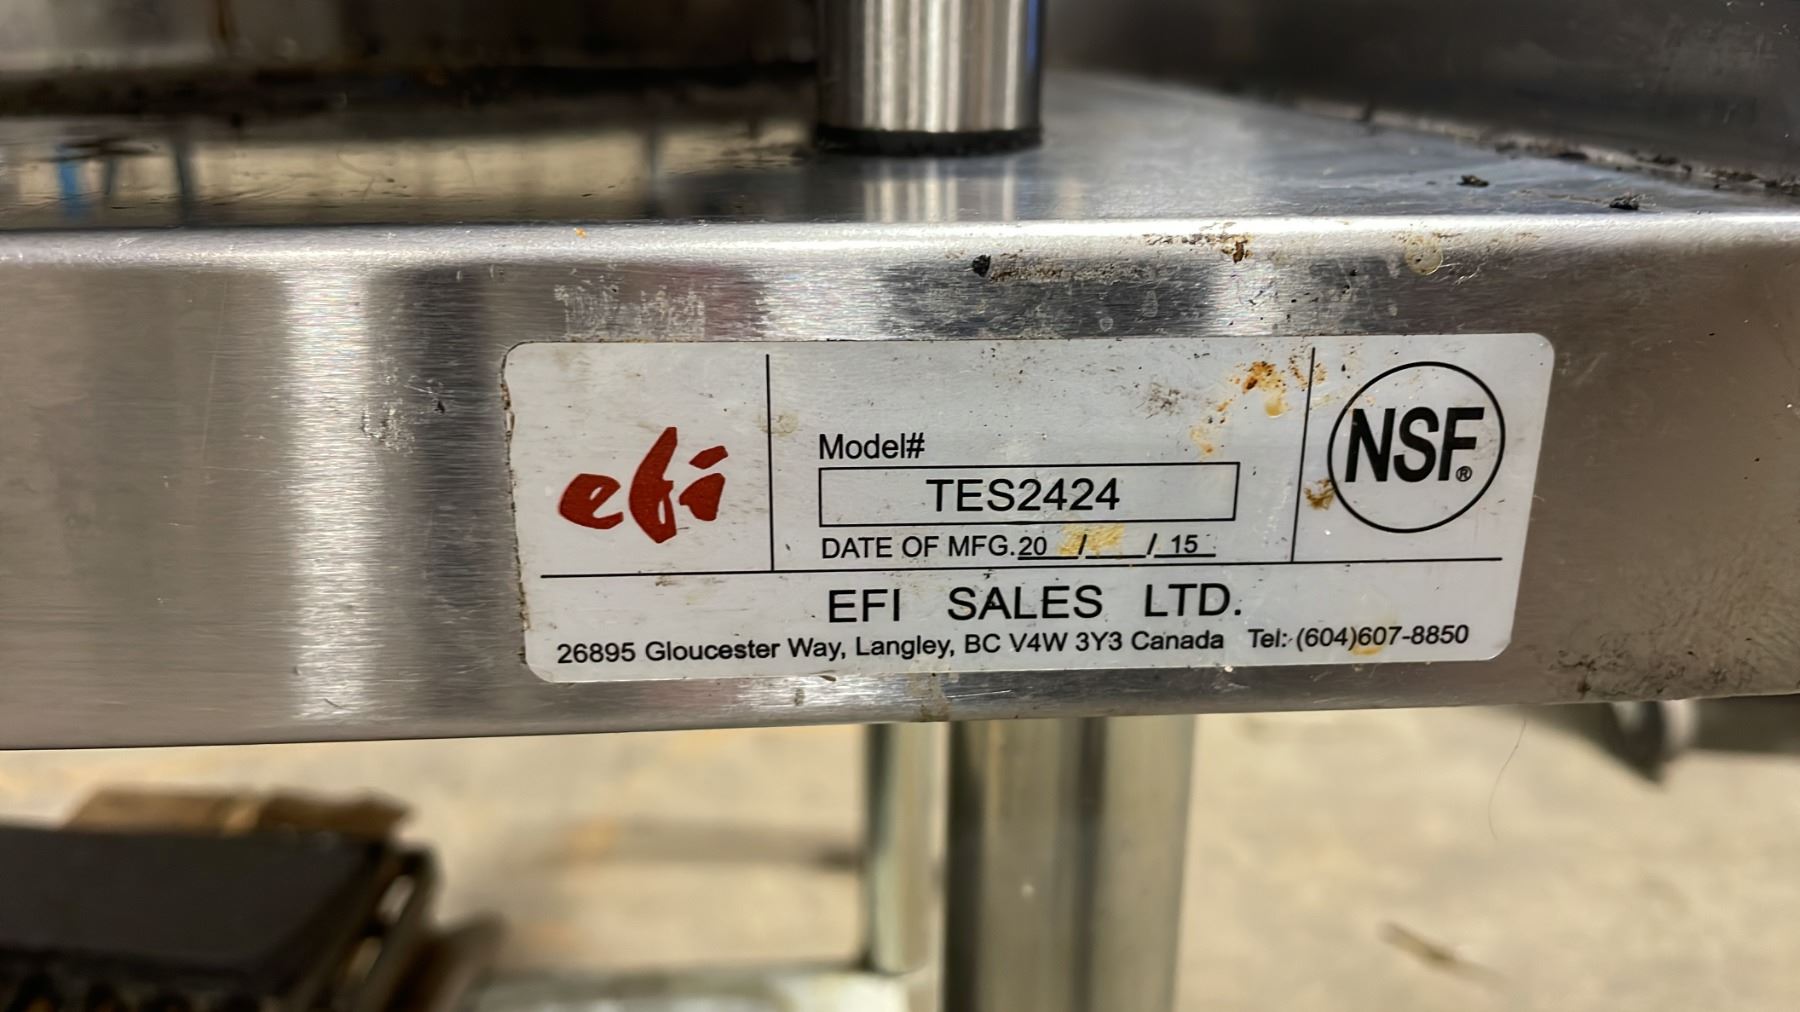 efi
Model#
TES2424
DATE OF MFG. 20 / / 15
NSF®
EFI SALES LTD.
26895 Gloucester Way, Langley, BC V4W 3Y3 Canada Tel: (604)607-8850